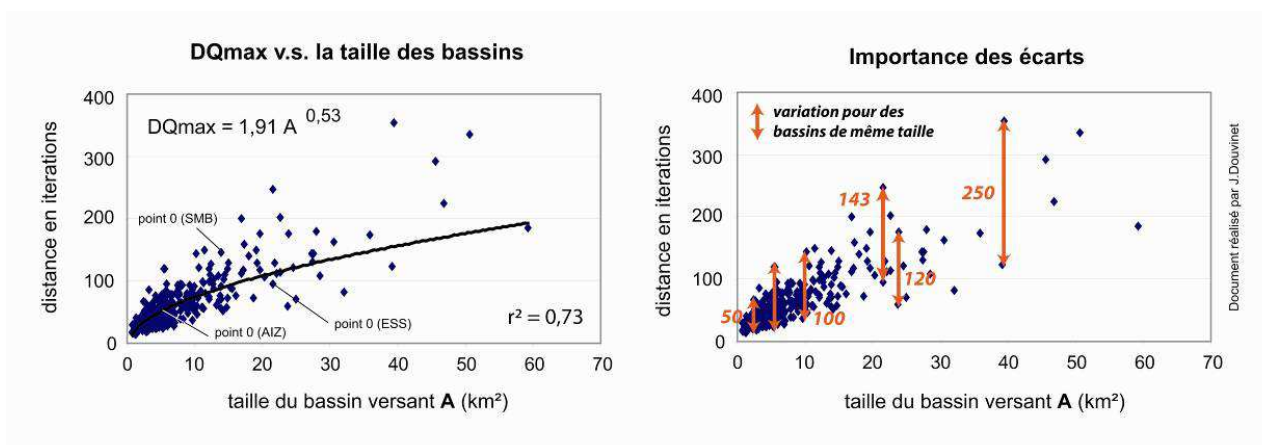 DQmax v.s. la taille des bassins
DQmax = 1,91 A 0,53
400
300
200
100
0
distance en iterations
point 0 (SMB)
point 0 (AIZ)
point 0 (ESS)
r² = 0,73
0 10 20 30 40 50 60 70
taille du bassin versant A (km²)
Importance des écarts
variation pour des
bassins de même taille
400
300
200
100
0
distance en iterations
50
100
143
120
250
0 10 20 30 40 50 60 70
taille du bassin versant A (km²)
Document réalisé par J.Douvinet